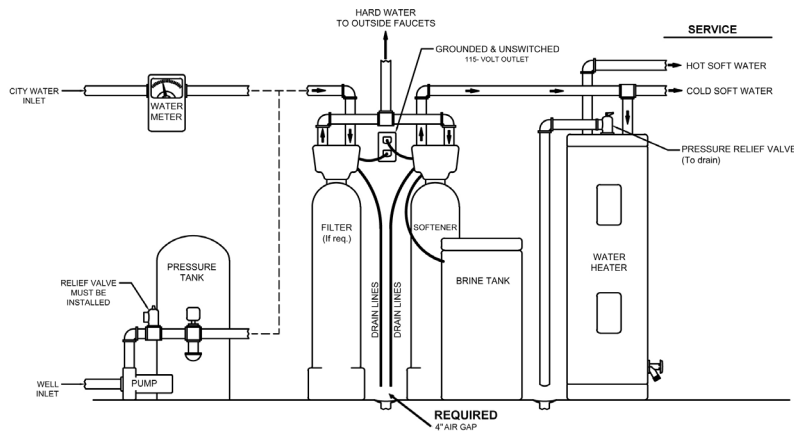 HARD WATER
TO OUTSIDE FAUCETS
SERVICE
GROUNDED & UNSWITCHED
115- VOLT OUTLET
HOT SOFT WATER
CITY WATER
INLET
COLD SOFT WATER
WATER
METER
PRESSURE RELIEF VALVE
(To drain)
FILTER
(If req.)
SOFTENER
PRESSURE
TANK
WATER
HEATER
BRINE TANK
RELIEF VALVE
MUST BE
INSTALLED
DRAIN LINES
DRAIN LINES
WELL
INLET
PUMP
REQUIRED
4" AIR GAP